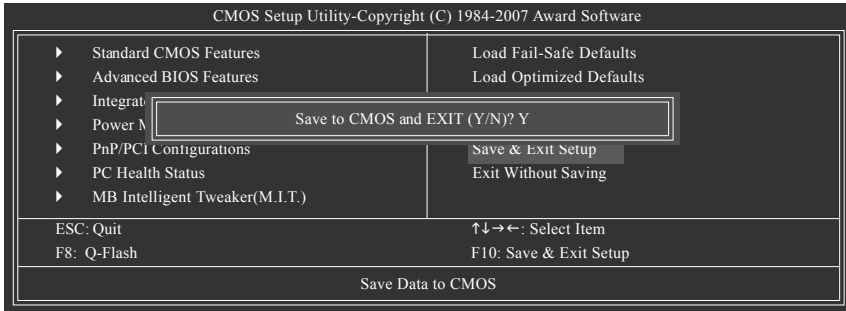 CMOS Setup Utility-Copyright (C) 1984-2007 Award Software
Standard CMOS Features
Advanced BIOS Features
PnP/PCI Configurations
PC Health Status
MB Intelligent Tweaker(M.I.T.)
Load Fail-Safe Defaults
Load Optimized Defaults
Save & Exit Setup
Exit Without Saving
Save to CMOS and EXIT (Y/N)? Y
ESC: Quit
F8: Q-Flash
↑↓→←: Select Item
F10: Save & Exit Setup
Save Data to CMOS